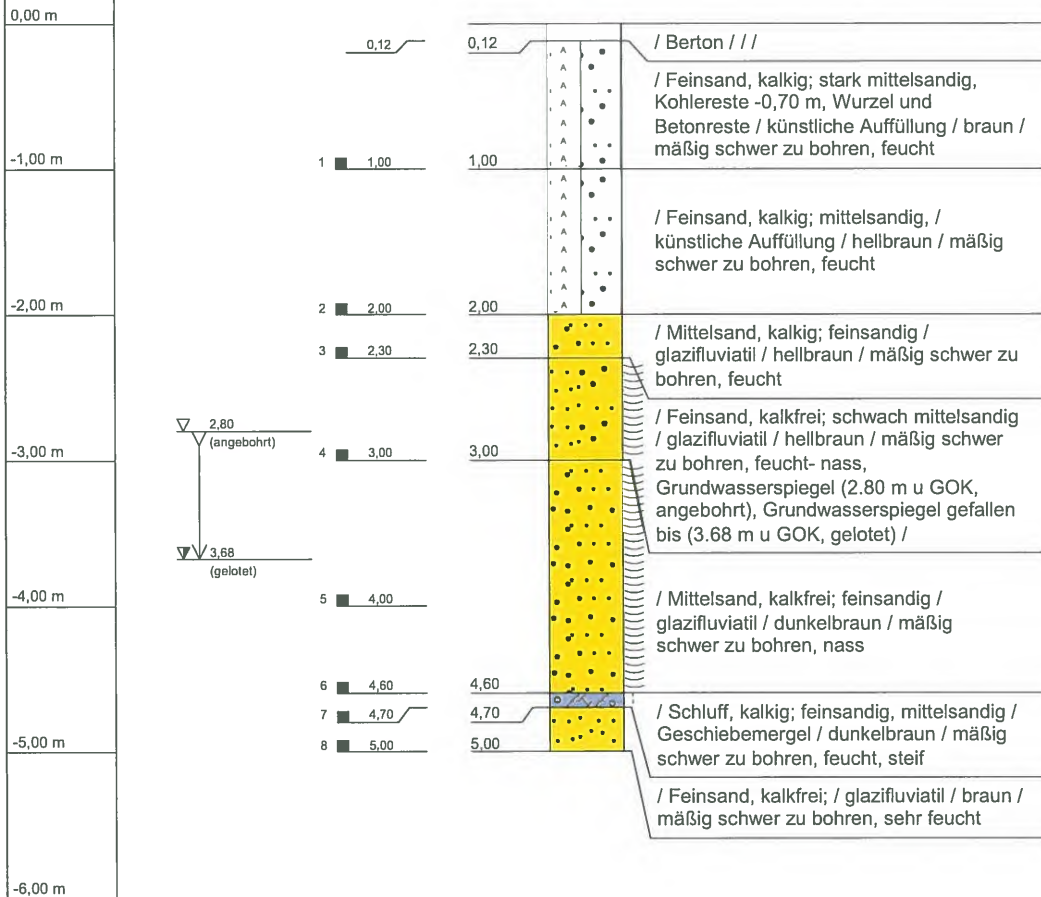 0,00 m
-1,00 m
-2,00 m
-3,00 m
-4,00 m
-5,00 m
-6,00 m
0,12
1 1,00
2 2,00
3 2,30
2,80
(angebohrt)
4 3,00
3,68
(gelotet)
5 4,00
6 4,60
7 4,70
8 5,00
0,12
1,00
2,00
2,30
3,00
4,60
4,70
5,00
/ Berton / / /
/ Feinsand, kalkig; stark mittelsandig,
Kohlereste -0,70 m, Wurzel und
Betonreste / künstliche Auffüllung / braun /
mäßig schwer zu bohren, feucht
/ Feinsand, kalkig; mittelsandig, /
künstliche Auffüllung / hellbraun / mäßig
schwer zu bohren, feucht
/ Mittelsand, kalkig; feinsandig /
glazifluviatil / hellbraun / mäßig schwer zu
bohren, feucht
/ Feinsand, kalkfrei; schwach mittelsandig
/ glazifluviatil / hellbraun / mäßig schwer
zu bohren, feucht- nass,
Grundwasserspiegel (2.80 m u GOK,
angebohrt), Grundwasserspiegel gefallen
bis (3.68 m u GOK, gelotet) /
/ Mittelsand, kalkfrei; feinsandig /
glazifluviatil / dunkelbraun / mäßig
schwer zu bohren, nass
/ Schluff, kalkig; feinsandig, mittelsandig /
Geschiebemergel / dunkelbraun / mäßig
schwer zu bohren, feucht, steif
/ Feinsand, kalkfrei; / glazifluviatil / braun /
mäßig schwer zu bohren, sehr feucht